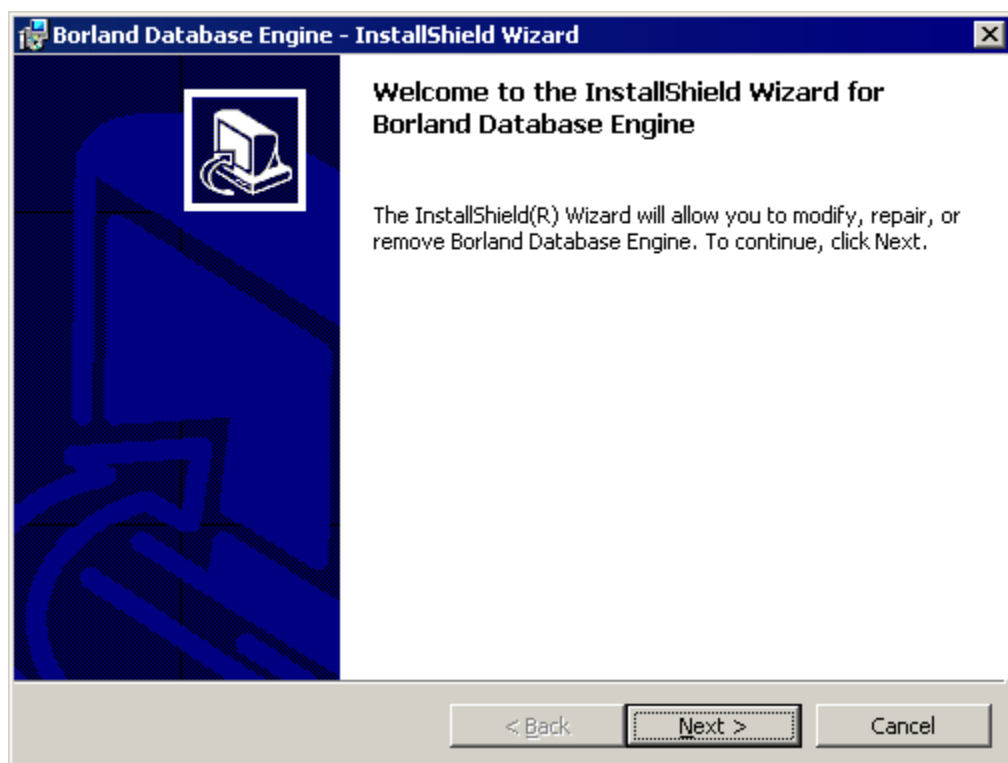 Borland Database Engine - InstallShield Wizard
Welcome to the InstallShield Wizard for
Borland Database Engine
The InstallShield(R) Wizard will allow you to modify, repair, or
remove Borland Database Engine. To continue, click Next.
< Back
Next >
Cancel